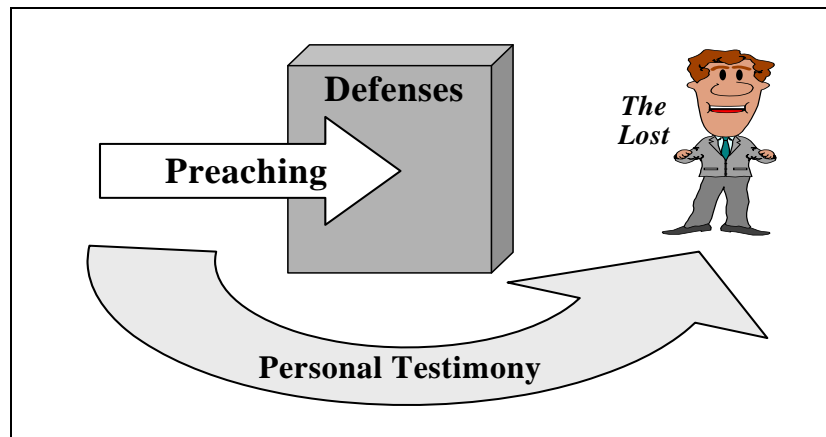 Defenses
The
Lost
Preaching
Personal Testimony